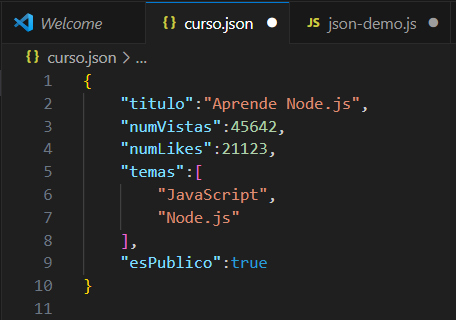 Welcome {} curso.json ● JS json-demo.js ●
{} curso.json > ...
1 {
2 "titulo":"Aprende Node.js",
3 "numVistas":45642,
4 "numLikes":21123,
5 "temas":[
6 "JavaScript",
7 "Node.js"
8 ],
9 "esPublico":true
10 }
11